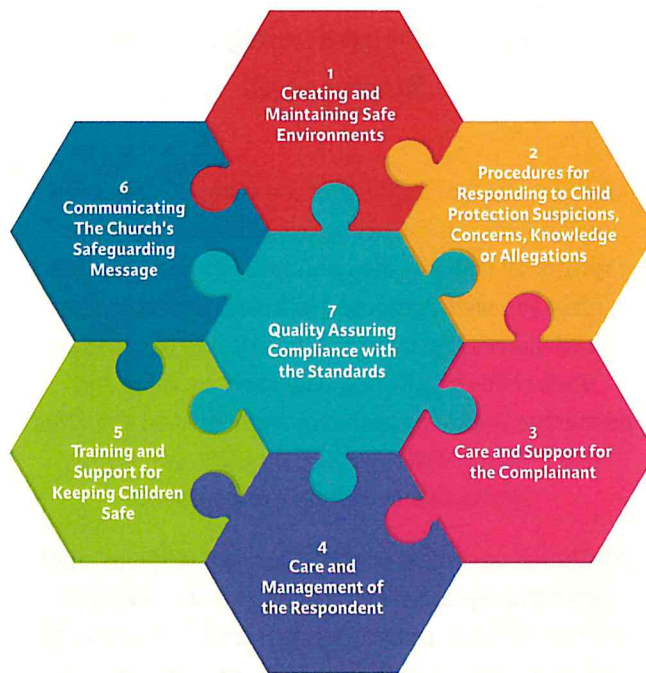 1
Creating and
Maintaining Safe
Environments
2
Procedures for
Responding to Child
Protection Suspicions,
Concerns, Knowledge
or Allegations
3
Care and Support for
the Complainant
4
Care and
Management of
the Respondent
5
Training and
Support for
Keeping Children
Safe
6
Communicating
The Church's
Safeguarding
Message
7
Quality Assuring
Compliance with
the Standards